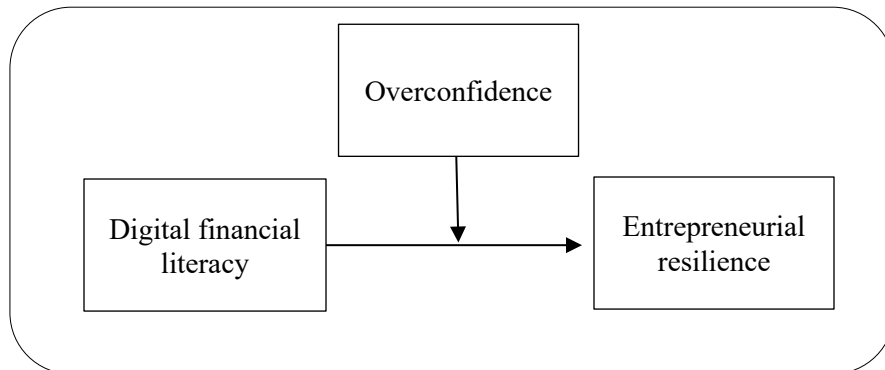 Overconfidence
Digital financial
literacy
Entrepreneurial
resilience